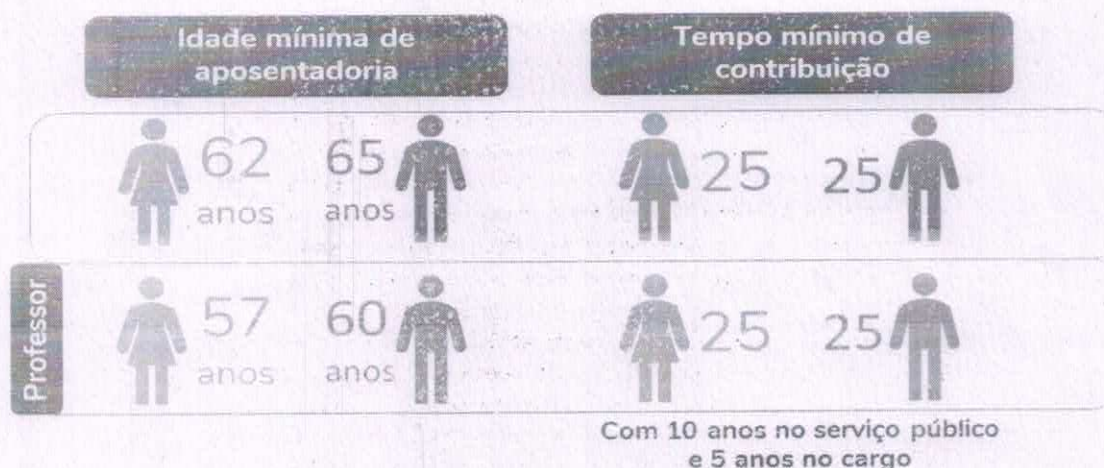 Idade mínima de
aposentadoria
Tempo mínimo de
contribuição
62
anos
65
anos
25
25
Professor
57
anos
60
anos
25
25
Com 10 anos no serviço público
e 5 anos no cargo